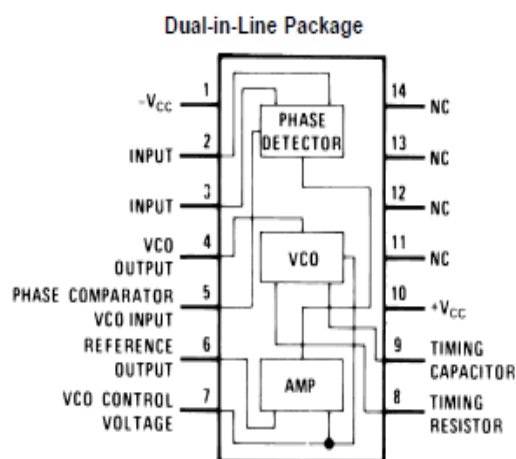 Dual-in-Line Package
1
−VCC
2
INPUT
3
INPUT
4
VCO
OUTPUT
5
PHASE COMPARATOR
VCO INPUT
6
REFERENCE
OUTPUT
7
VCO CONTROL
VOLTAGE
PHASE
DETECTOR
VCO
AMP
14
NC
13
NC
12
NC
11
NC
10
+VCC
9
TIMING
CAPACITOR
8
TIMING
RESISTOR